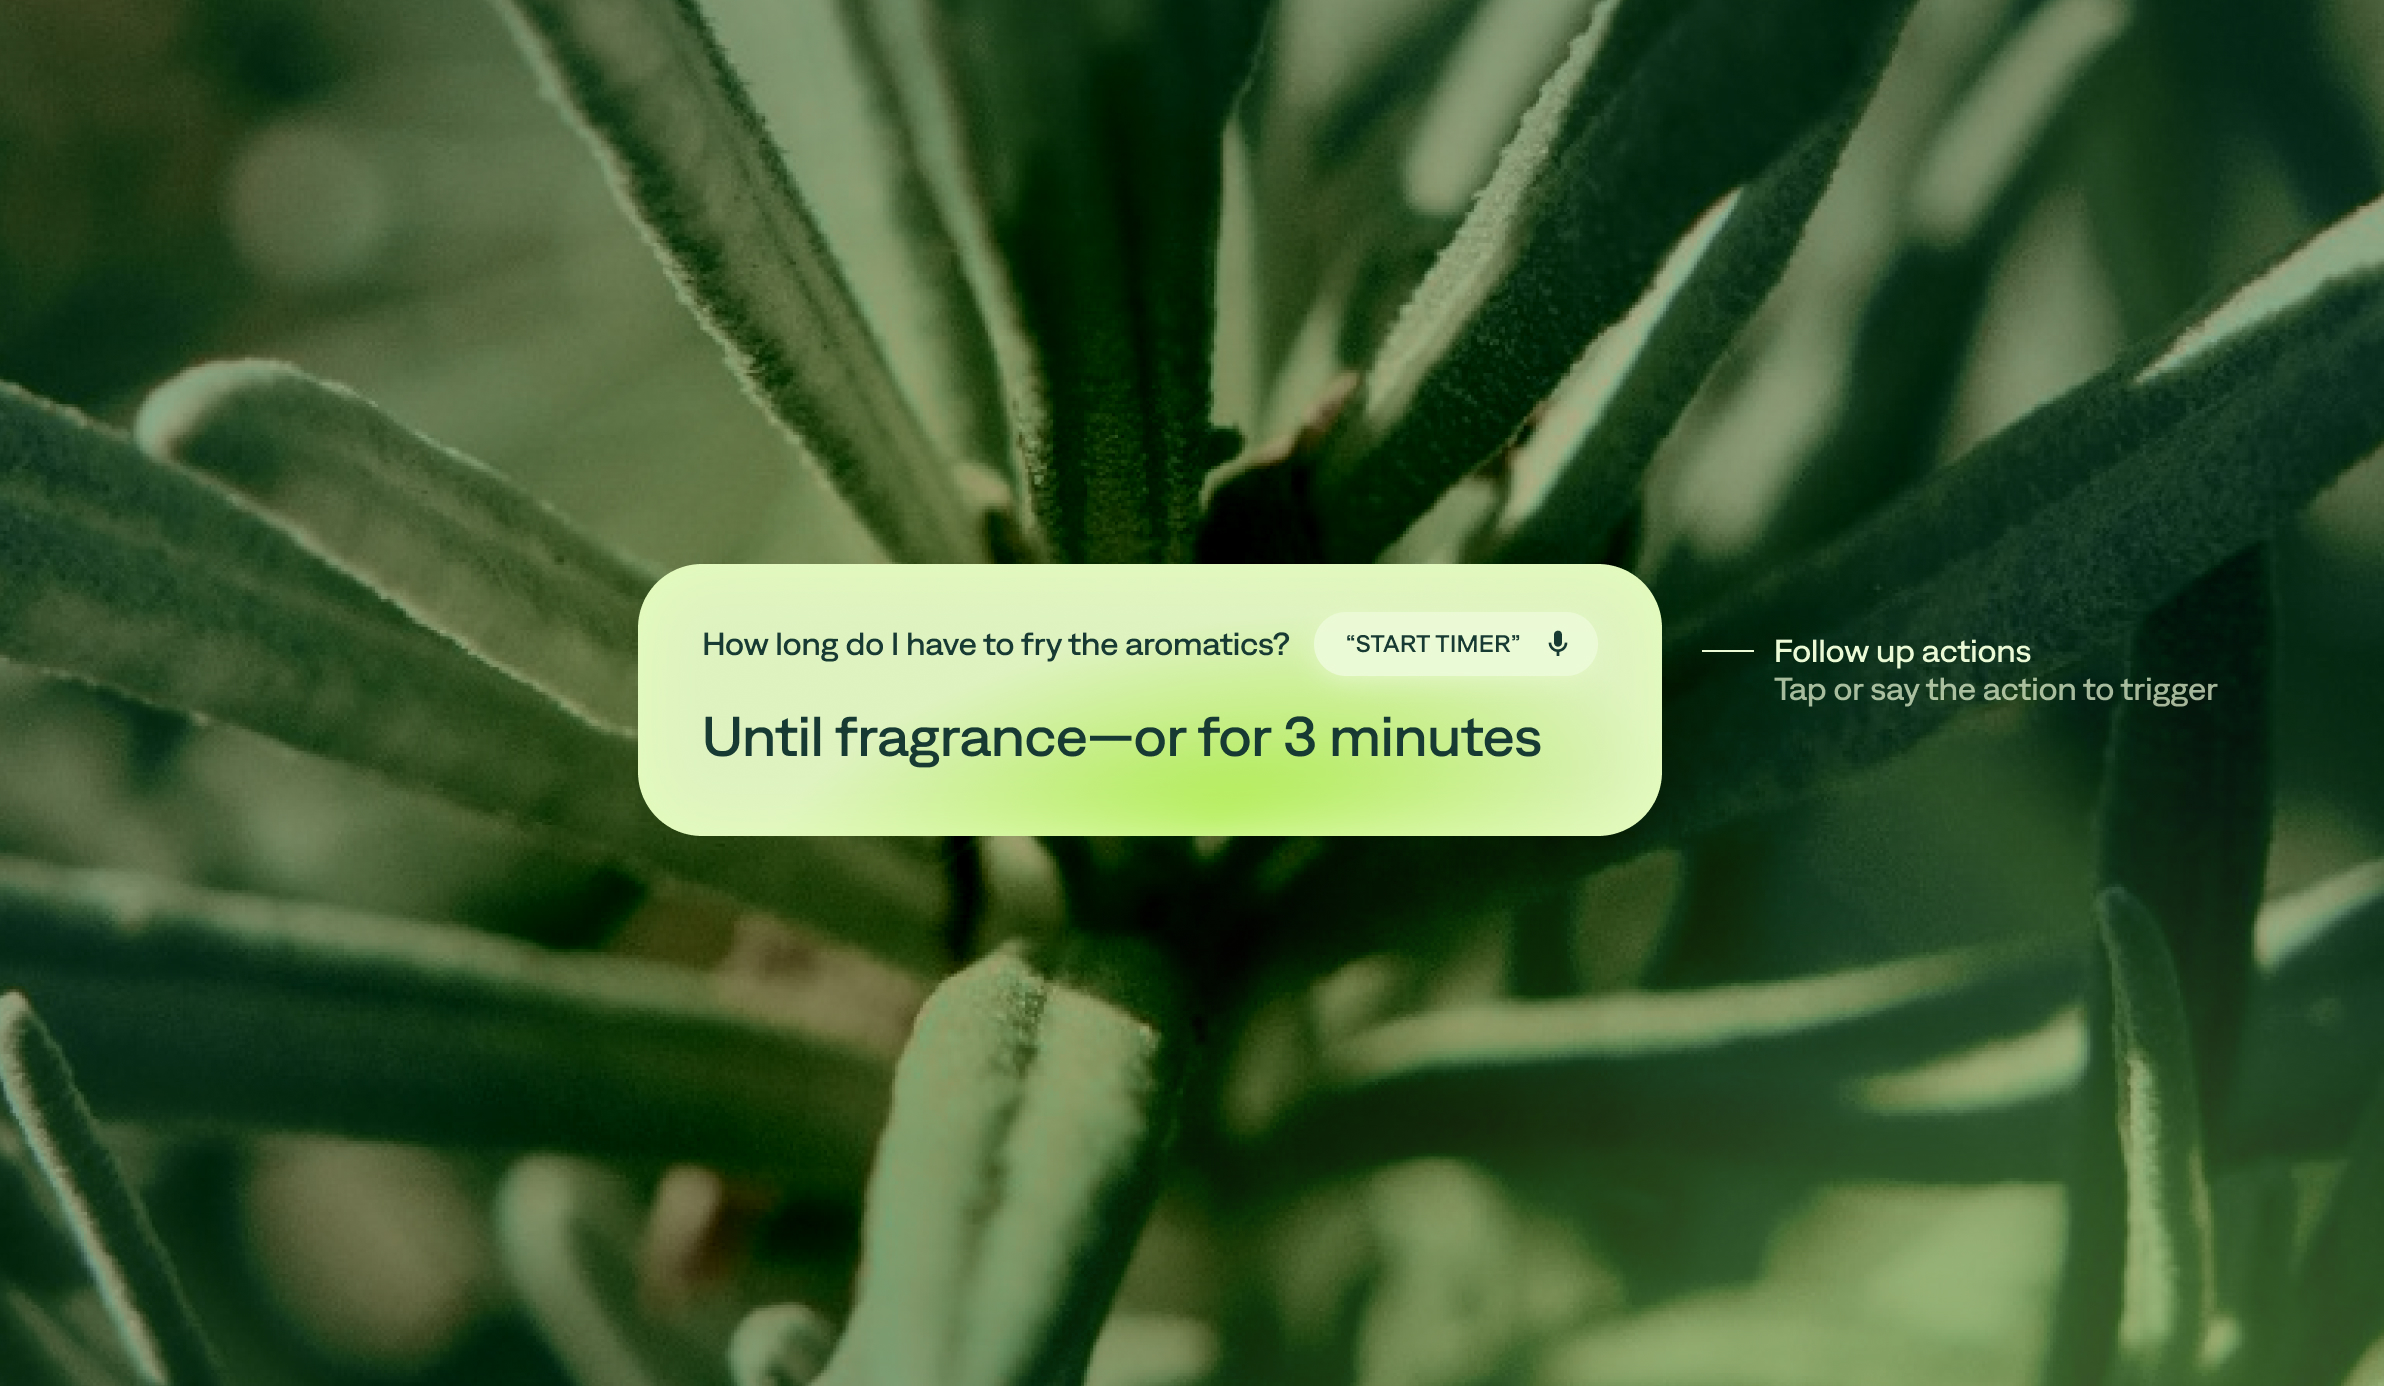 How long do I have to fry the aromatics?
“START TIMER”
Until fragrance—or for 3 minutes
Follow up actions
Tap or say the action to trigger